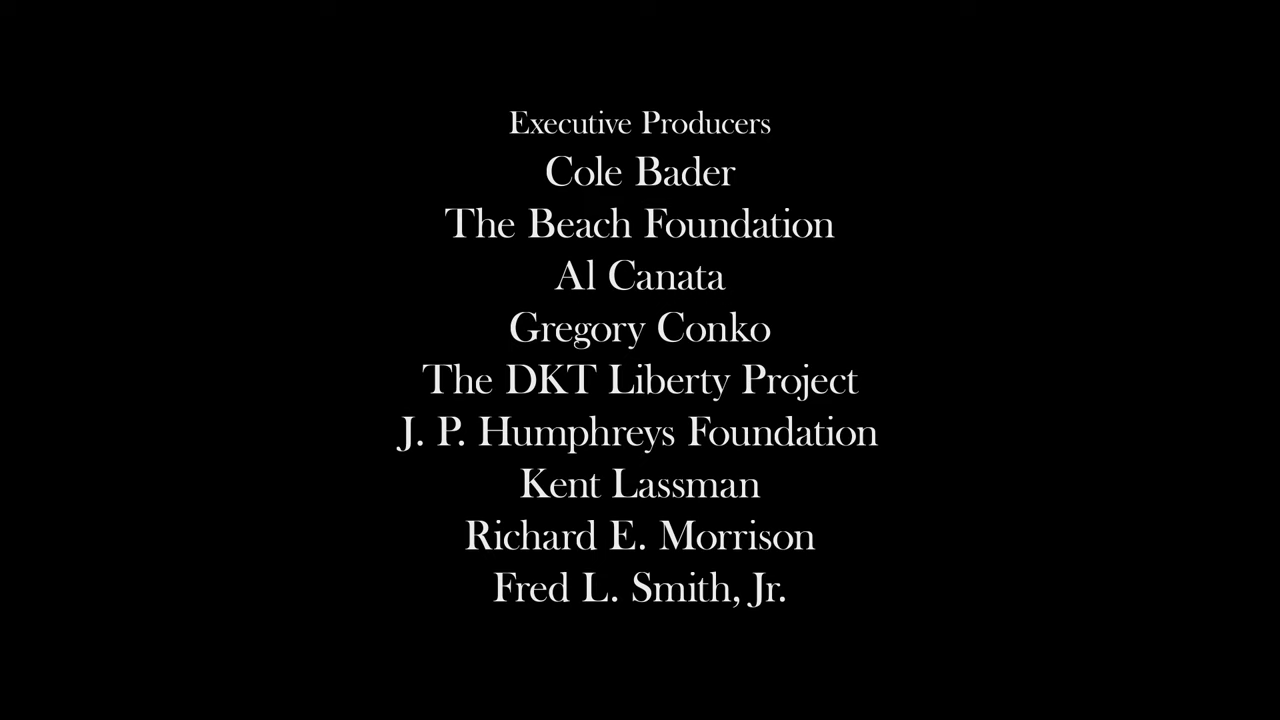 Executive Producers
Cole Bader
The Beach Foundation
Al Canata
Gregory Conko
The DKT Liberty Project
J. P. Humphreys Foundation
Kent Lassman
Richard E. Morrison
Fred L. Smith, Jr.